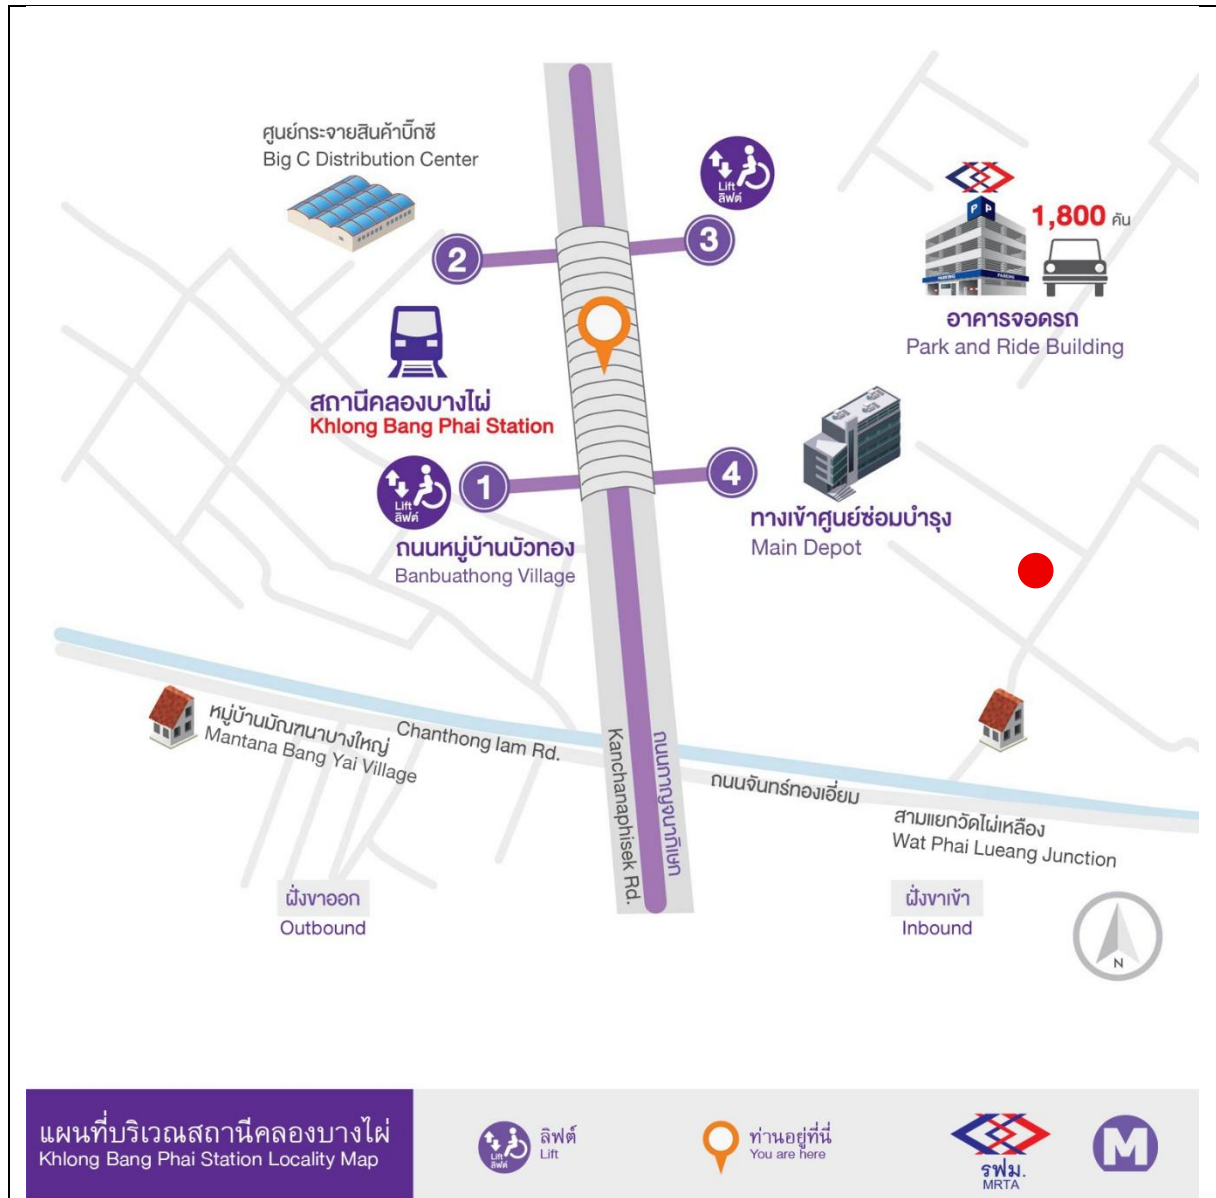 ศูนย์กระจายสินค้าบิ๊กซี
Big C Distribution Center
Lift
ลิฟต์
3
2
P P
PARKING
PARKING
1,800 คัน
อาคารจอดรถ
Park and Ride Building
สถานีคลองบางไผ่
Khlong Bang Phai Station
Lift
ลิฟต์
1
4
ถนนหมู่บ้านบัวทอง
Banbuathong Village
ทางเข้าศูนย์ซ่อมบำรุง
Main Depot
หมู่บ้านมัณฑนาบางใหญ่
Mantana Bang Yai Village
Chanthong Iam Rd.
Kanchanaphisek Rd.
ถนนกาญจนาภิเษก
ถนนจันทร์ทองเอี่ยม
สามแยกวัดไผ่เหลือง
Wat Phai Lueang Junction
ฝั่งขาออก
Outbound
ฝั่งขาเข้า
Inbound
N
แผนที่บริเวณสถานีคลองบางไผ่
Khlong Bang Phai Station Locality Map
Lift
ลิฟต์
ลิฟต์
Lift
ท่านอยู่ที่นี่
You are here
รฟม.
MRTA
M